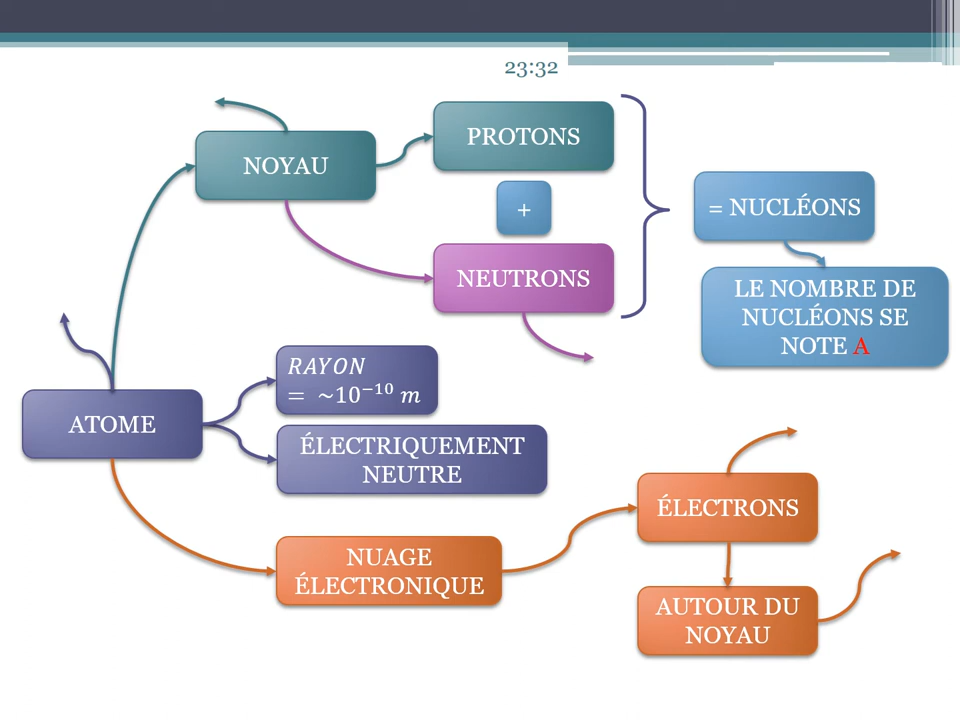 23:32
NOYAU
PROTONS
+
NEUTRONS
= NUCLÉONS
LE NOMBRE DE
NUCLÉONS SE
NOTE A
ATOME
RAYON
= ~10⁻¹⁰ m
ÉLECTRIQUEMENT
NEUTRE
NUAGE
ÉLECTRONIQUE
ÉLECTRONS
AUTOUR DU
NOYAU